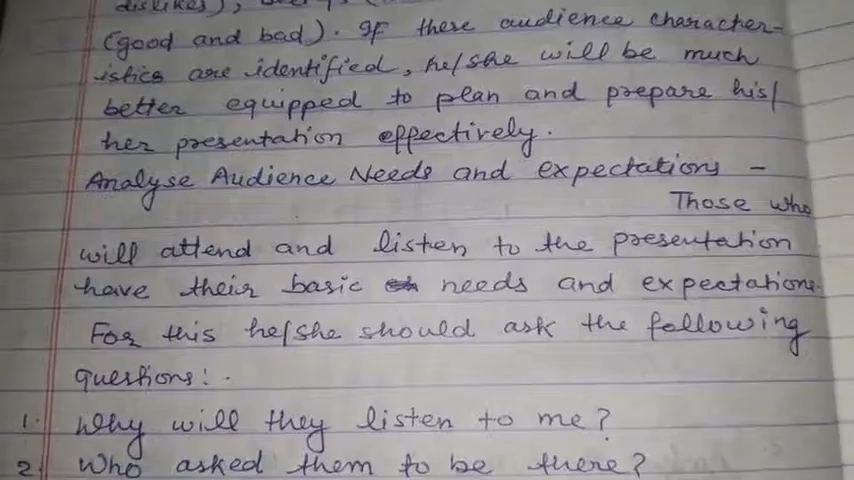 dislikes),
(good and bad). If these audience character-
istics are identified, he/she will be much
better equipped to plan and prepare his/
her presentation effectively.
Analyse Audience Needs and expectations –
Those who
will attend and listen to the presentation
have their basic needs and expectations.
For this he/she should ask the following
questions:-
1. Why will they listen to me?
2. Who asked them to be there?